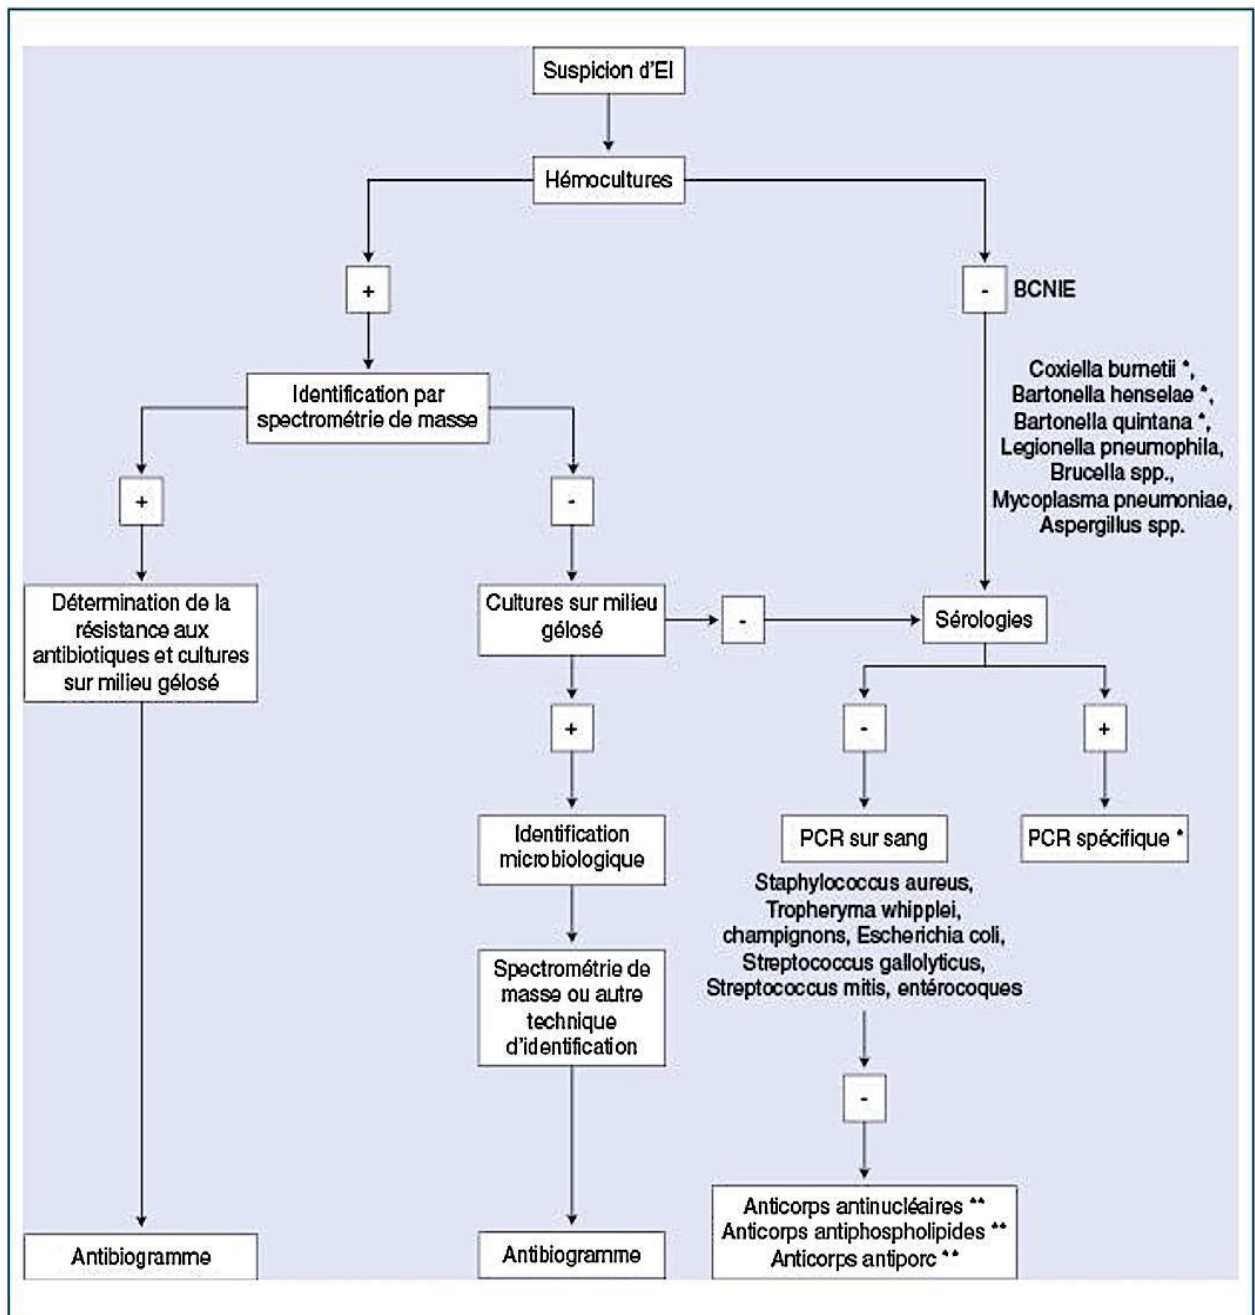 Suspicion d'EI
Hémocultures
+
-
BCNIE
Identification par
spectrométrie de masse
Coxiella burnetii *,
Bartonella henselae *,
Bartonella quintana *,
Legionella pneumophila,
Brucella spp.,
Mycoplasma pneumoniae,
Aspergillus spp.
+
-
Détermination de la
résistance aux
antibiotiques et cultures
sur milieu gélosé
Cultures sur milieu
gélosé
-
Sérologies
+
-
+
Identification
microbiologique
PCR sur sang
PCR spécifique *
Staphylococcus aureus,
Tropheryma whipplei,
champignons, Escherichia coli,
Streptococcus gallolyticus,
Streptococcus mitis, entérocoques
Spectrométrie de
masse ou autre
technique
d'identification
-
Anticorps antinucléaires **
Anticorps antiphospholipides **
Anticorps antiporc **
Antibiogramme
Antibiogramme